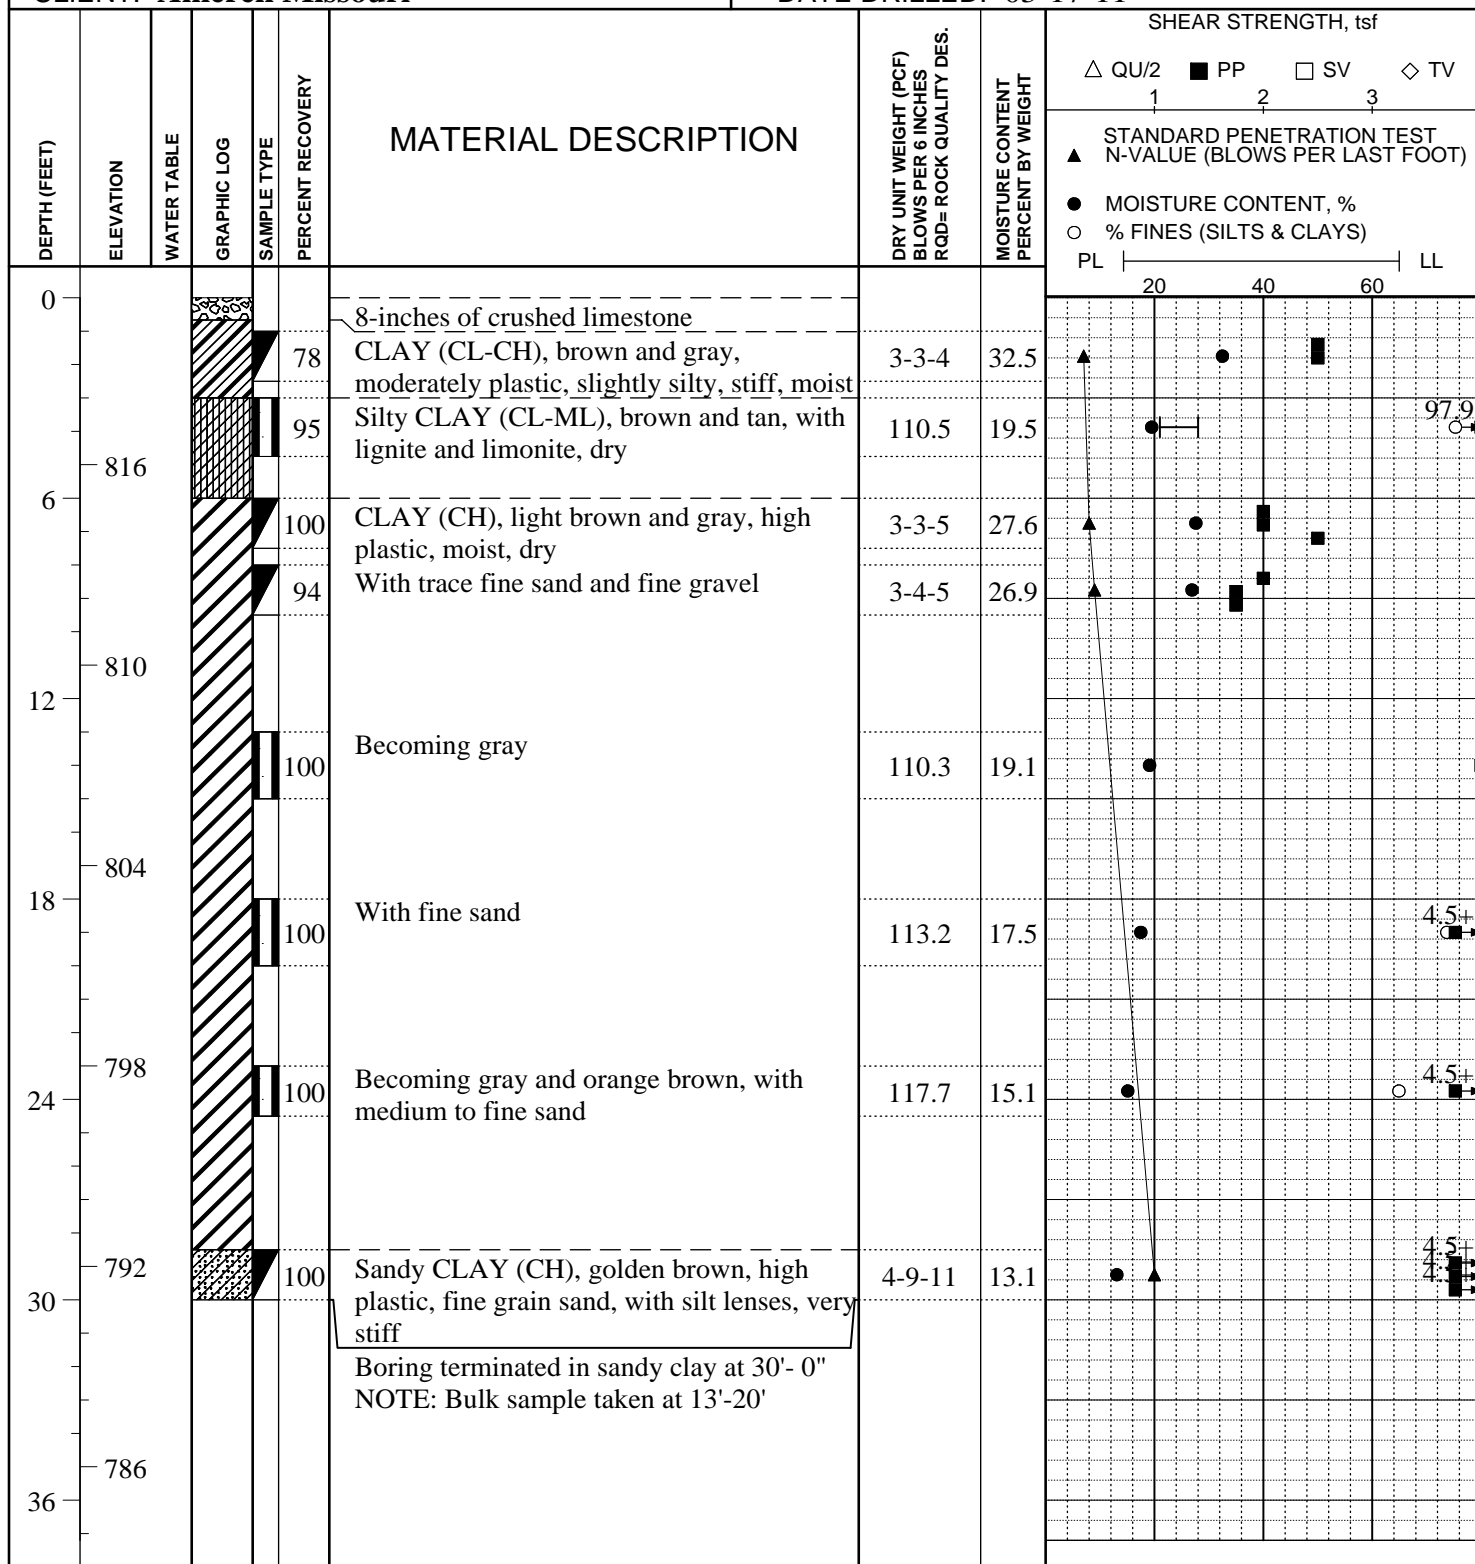 SHEAR STRENGTH, tsf
△ QU/2 ■ PP □ SV ◇ TV
1 2 3
STANDARD PENETRATION TEST
▲ N-VALUE (BLOWS PER LAST FOOT)
● MOISTURE CONTENT, %
○ % FINES (SILTS & CLAYS)
PL LL
20 40 60
DEPTH (FEET)
ELEVATION
WATER TABLE
GRAPHIC LOG
SAMPLE TYPE
PERCENT RECOVERY
MATERIAL DESCRIPTION
DRY UNIT WEIGHT (PCF)
BLOWS PER 6 INCHES
RQD= ROCK QUALITY DES.
MOISTURE CONTENT
PERCENT BY WEIGHT
0
8-inches of crushed limestone
78 CLAY (CL-CH), brown and gray, 3-3-4 32.5
moderately plastic, slightly silty, stiff, moist
95 Silty CLAY (CL-ML), brown and tan, with 110.5 19.5 97.9
lignite and limonite, dry
816
6
100 CLAY (CH), light brown and gray, high 3-3-5 27.6
plastic, moist, dry
94 With trace fine sand and fine gravel 3-4-5 26.9
810
12
100 Becoming gray 110.3 19.1
804
18
100 With fine sand 113.2 17.5 4.5+
798
24 100 Becoming gray and orange brown, with 117.7 15.1 4.5+
medium to fine sand
4.5+
792 100 Sandy CLAY (CH), golden brown, high 4-9-11 13.1
30 plastic, fine grain sand, with silt lenses, very
stiff
Boring terminated in sandy clay at 30'- 0"
NOTE: Bulk sample taken at 13'-20'
786
36